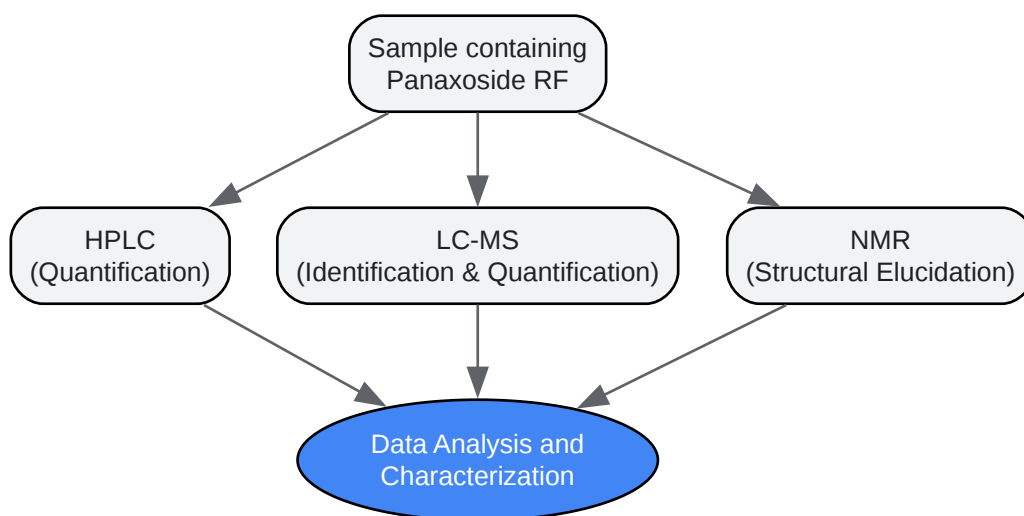 Sample containing
Panaxoside RF
HPLC
(Quantification)
LC-MS
(Identification & Quantification)
NMR
(Structural Elucidation)
Data Analysis and
Characterization